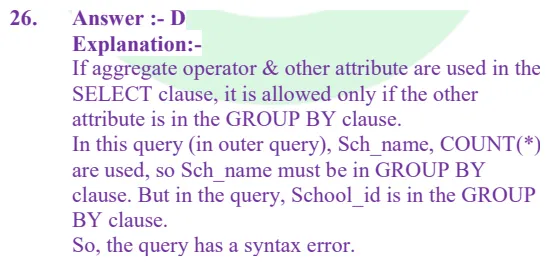 26. Answer :- D
Explanation:-
If aggregate operator & other attribute are used in the
SELECT clause, it is allowed only if the other
attribute is in the GROUP BY clause.
In this query (in outer query), Sch_name, COUNT(*)
are used, so Sch_name must be in GROUP BY
clause. But in the query, School_id is in the GROUP
BY clause.
So, the query has a syntax error.